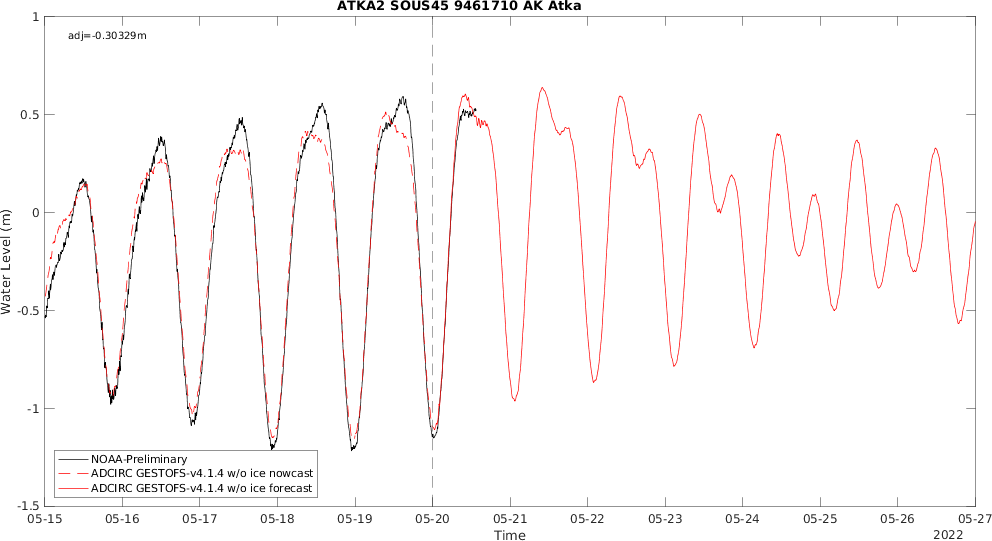 ATKA2 SOUS45 9461710 AK Atka
adj=-0.30329m
1
0.5
0
-0.5
-1
-1.5
Water Level (m)
NOAA-Preliminary
ADCIRC GESTOFS-v4.1.4 w/o ice nowcast
ADCIRC GESTOFS-v4.1.4 w/o ice forecast
05-15 05-16 05-17 05-18 05-19 05-20 05-21 05-22 05-23 05-24 05-25 05-26 05-27
Time
2022